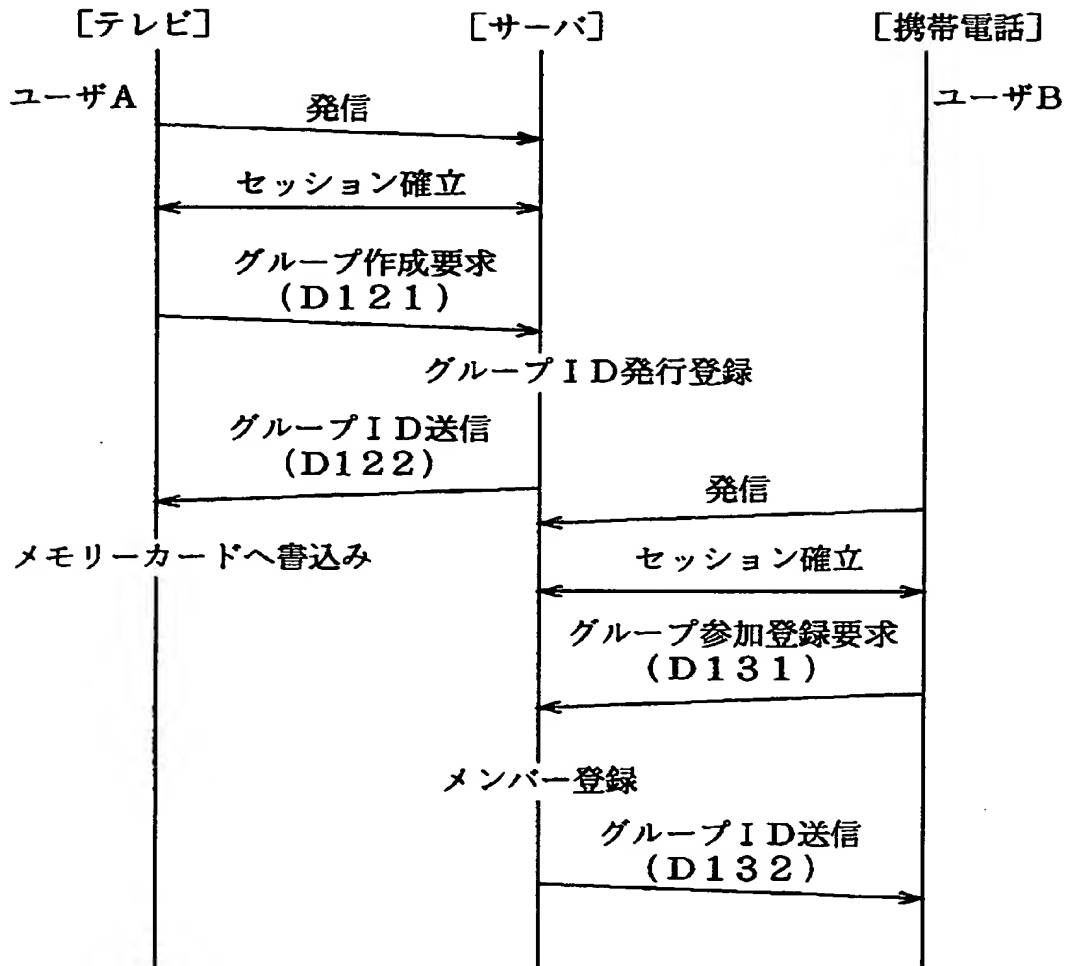 ［テレビ］ ［サーバ］ ［携帯電話］
ユーザA ユーザB
発信
セッション確立
グループ作成要求
(D121)
グループID発行登録
グループID送信
(D122)
発信
メモリーカードへ書込み
セッション確立
グループ参加登録要求
(D131)
メンバー登録
グループID送信
(D132)